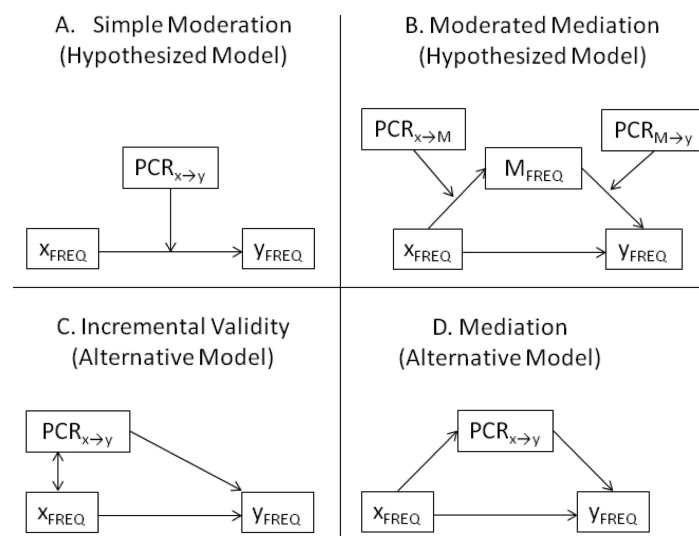 A. Simple Moderation
(Hypothesized Model)
PCRx→y
xFREQ
yFREQ
B. Moderated Mediation
(Hypothesized Model)
PCRx→M
PCRM→y
MFREQ
xFREQ
yFREQ
C. Incremental Validity
(Alternative Model)
PCRx→y
xFREQ
yFREQ
D. Mediation
(Alternative Model)
PCRx→y
xFREQ
yFREQ